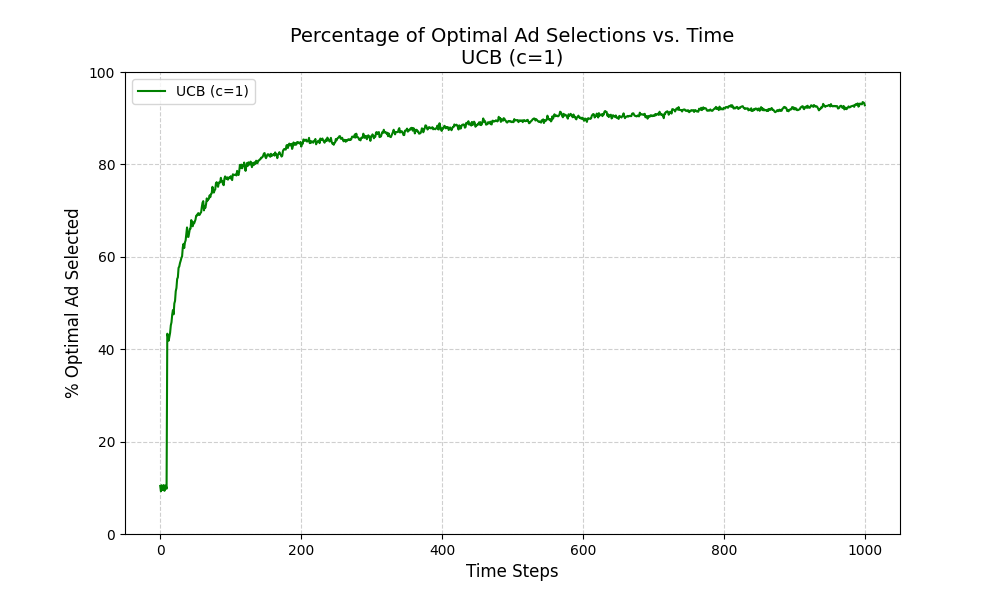 Percentage of Optimal Ad Selections vs. Time
UCB (c=1)
UCB (c=1)
% Optimal Ad Selected
100
80
60
40
20
0
0 200 400 600 800 1000
Time Steps